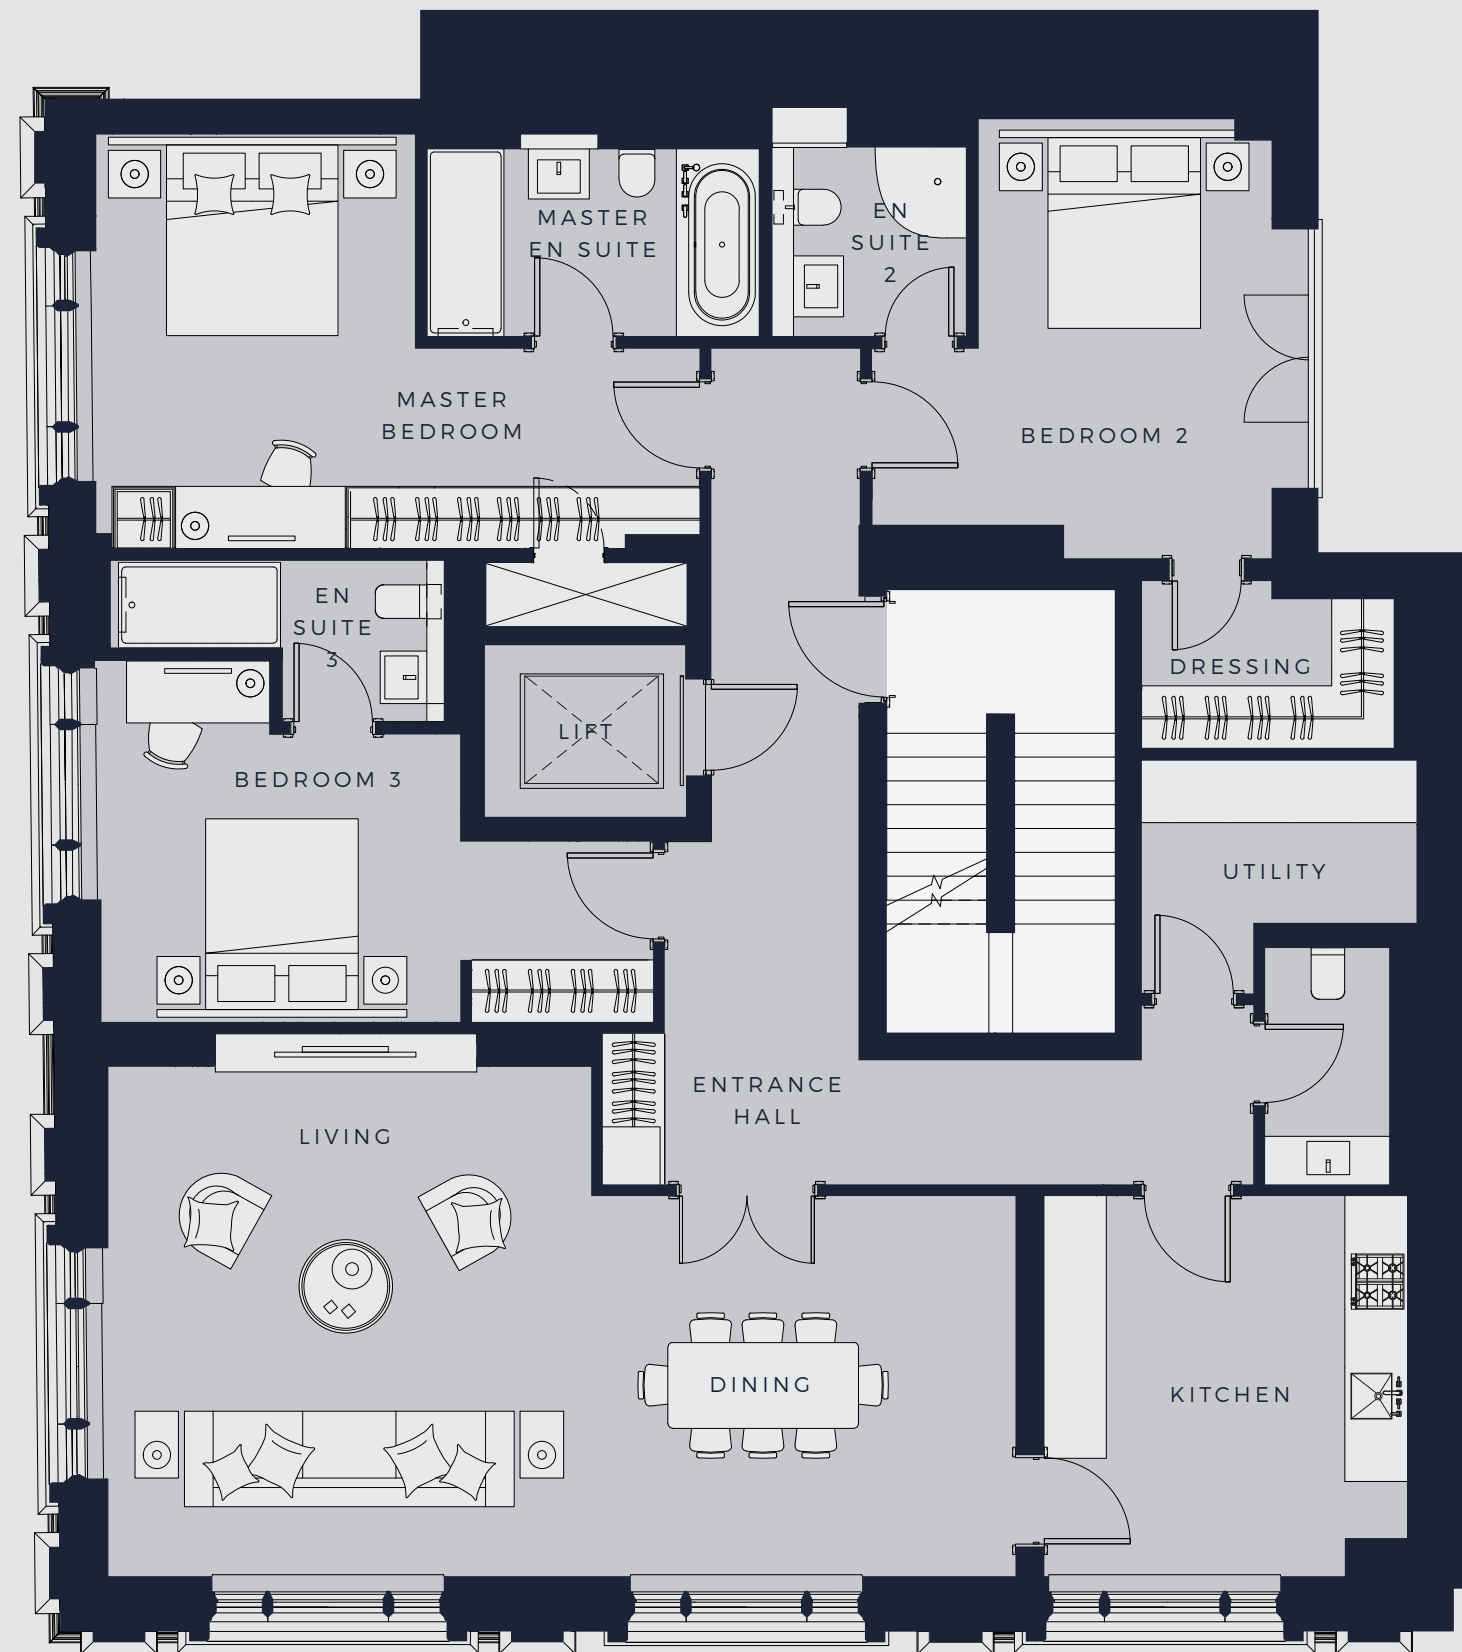 MASTER
EN SUITE
EN
SUITE
2
MASTER
BEDROOM
BEDROOM 2
EN
SUITE
3
DRESSING
LIFT
BEDROOM 3
UTILITY
ENTRANCE
HALL
LIVING
DINING
KITCHEN